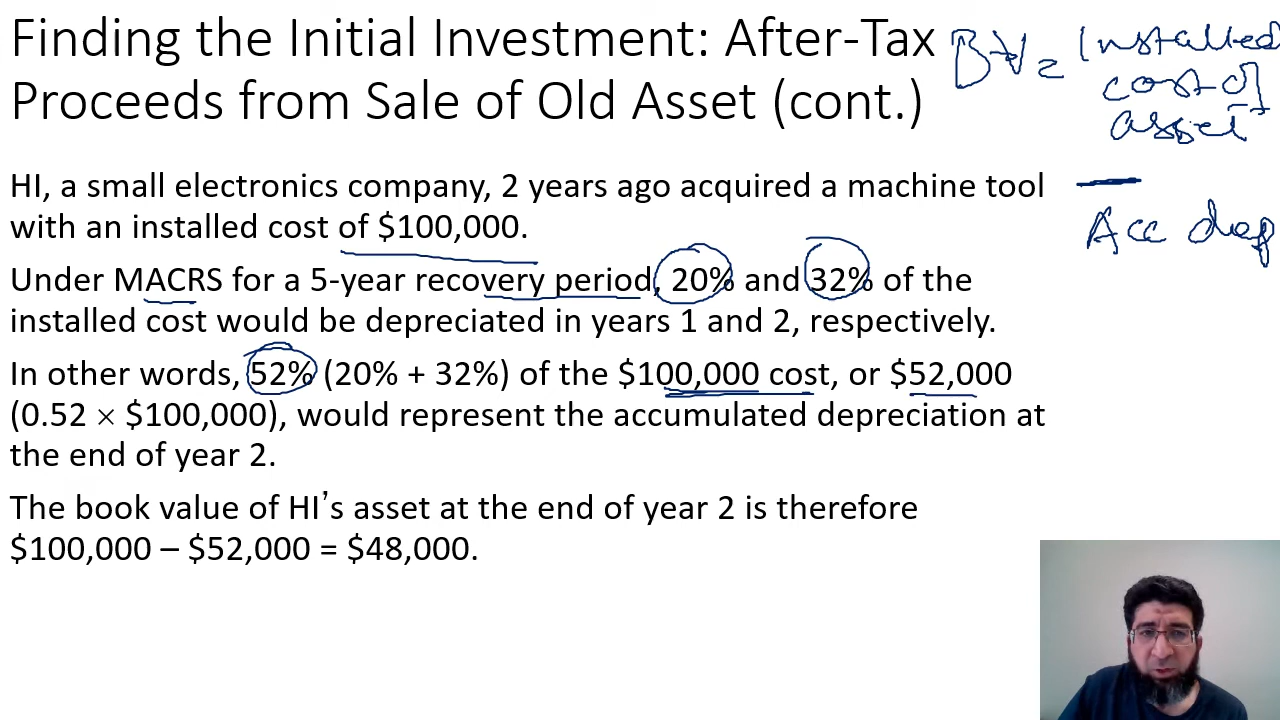 Finding the Initial Investment: After-Tax
Proceeds from Sale of Old Asset (cont.)
BV = Installed
cost of
asset
—
Acc dep
HI, a small electronics company, 2 years ago acquired a machine tool
with an installed cost of $100,000.
Under MACRS for a 5-year recovery period, 20% and 32% of the
installed cost would be depreciated in years 1 and 2, respectively.
In other words, 52% (20% + 32%) of the $100,000 cost, or $52,000
(0.52 × $100,000), would represent the accumulated depreciation at
the end of year 2.
The book value of HI’s asset at the end of year 2 is therefore
$100,000 – $52,000 = $48,000.